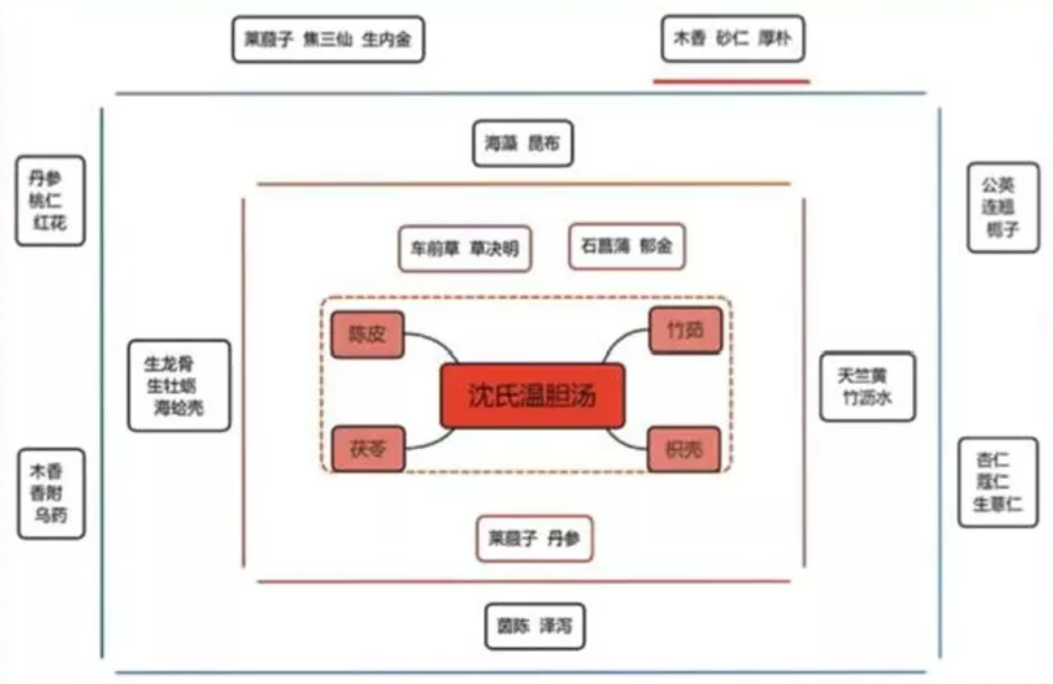 莱菔子 焦三仙 生内金
木香 砂仁 厚朴
海藻 昆布
丹参
桃仁
红花
公英
连翘
栀子
车前草 草决明
石菖蒲 郁金
陈皮
竹茹
沈氏温胆汤
茯苓
枳壳
生龙骨
生牡蛎
海蛤壳
天竺黄
竹沥水
木香
香附
乌药
杏仁
蔻仁
生薏仁
莱菔子 丹参
茵陈 泽泻